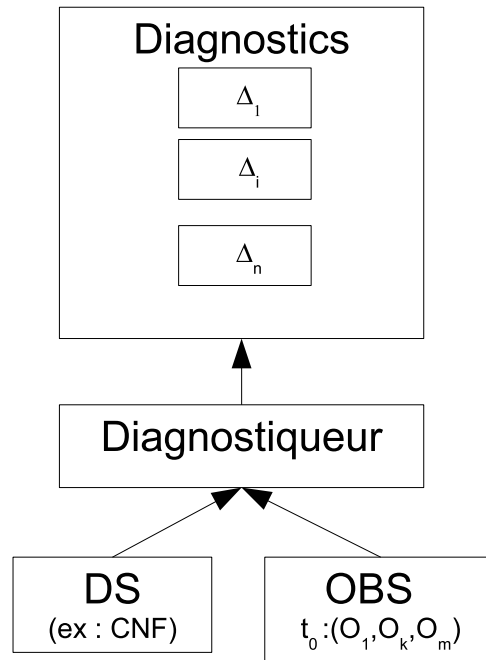 Diagnostics
Δ₁
Δᵢ
Δₙ
Diagnostiqueur
DS
(ex : CNF)
OBS
t₀:(O₁,Oₖ,Oₘ)